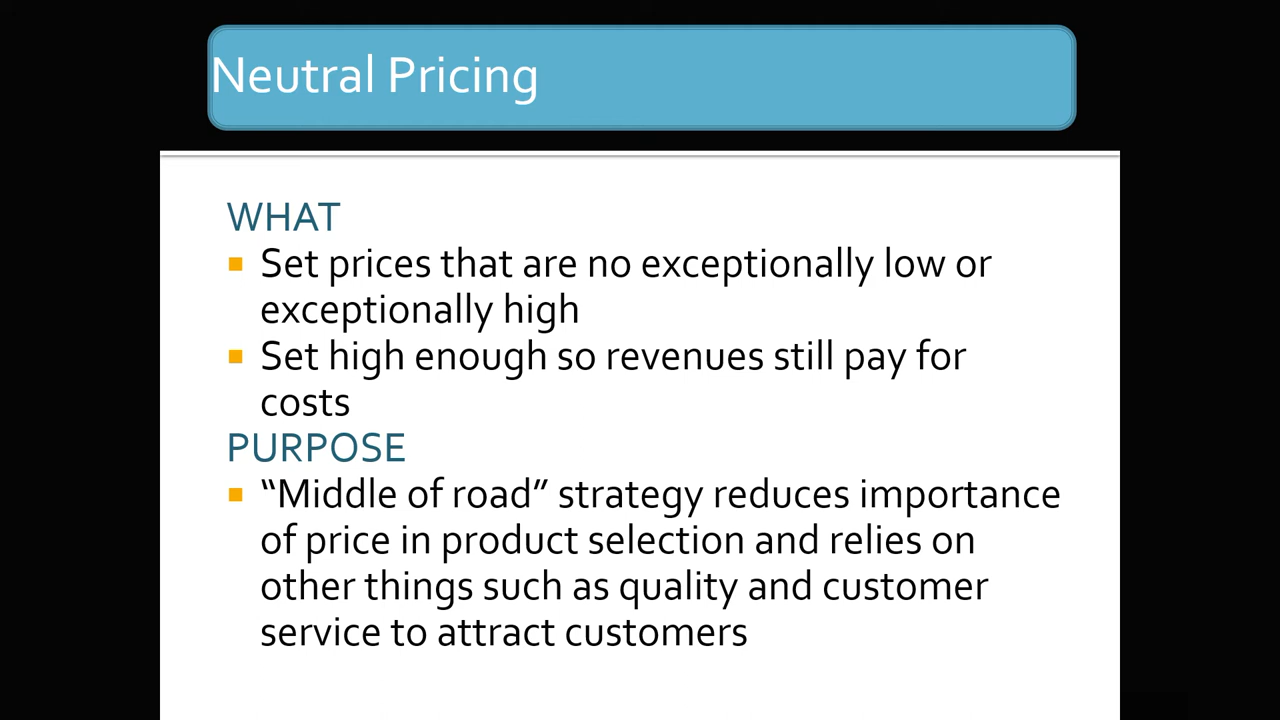 Neutral Pricing
WHAT
Set prices that are no exceptionally low or
exceptionally high
Set high enough so revenues still pay for
costs
PURPOSE
“Middle of road” strategy reduces importance
of price in product selection and relies on
other things such as quality and customer
service to attract customers